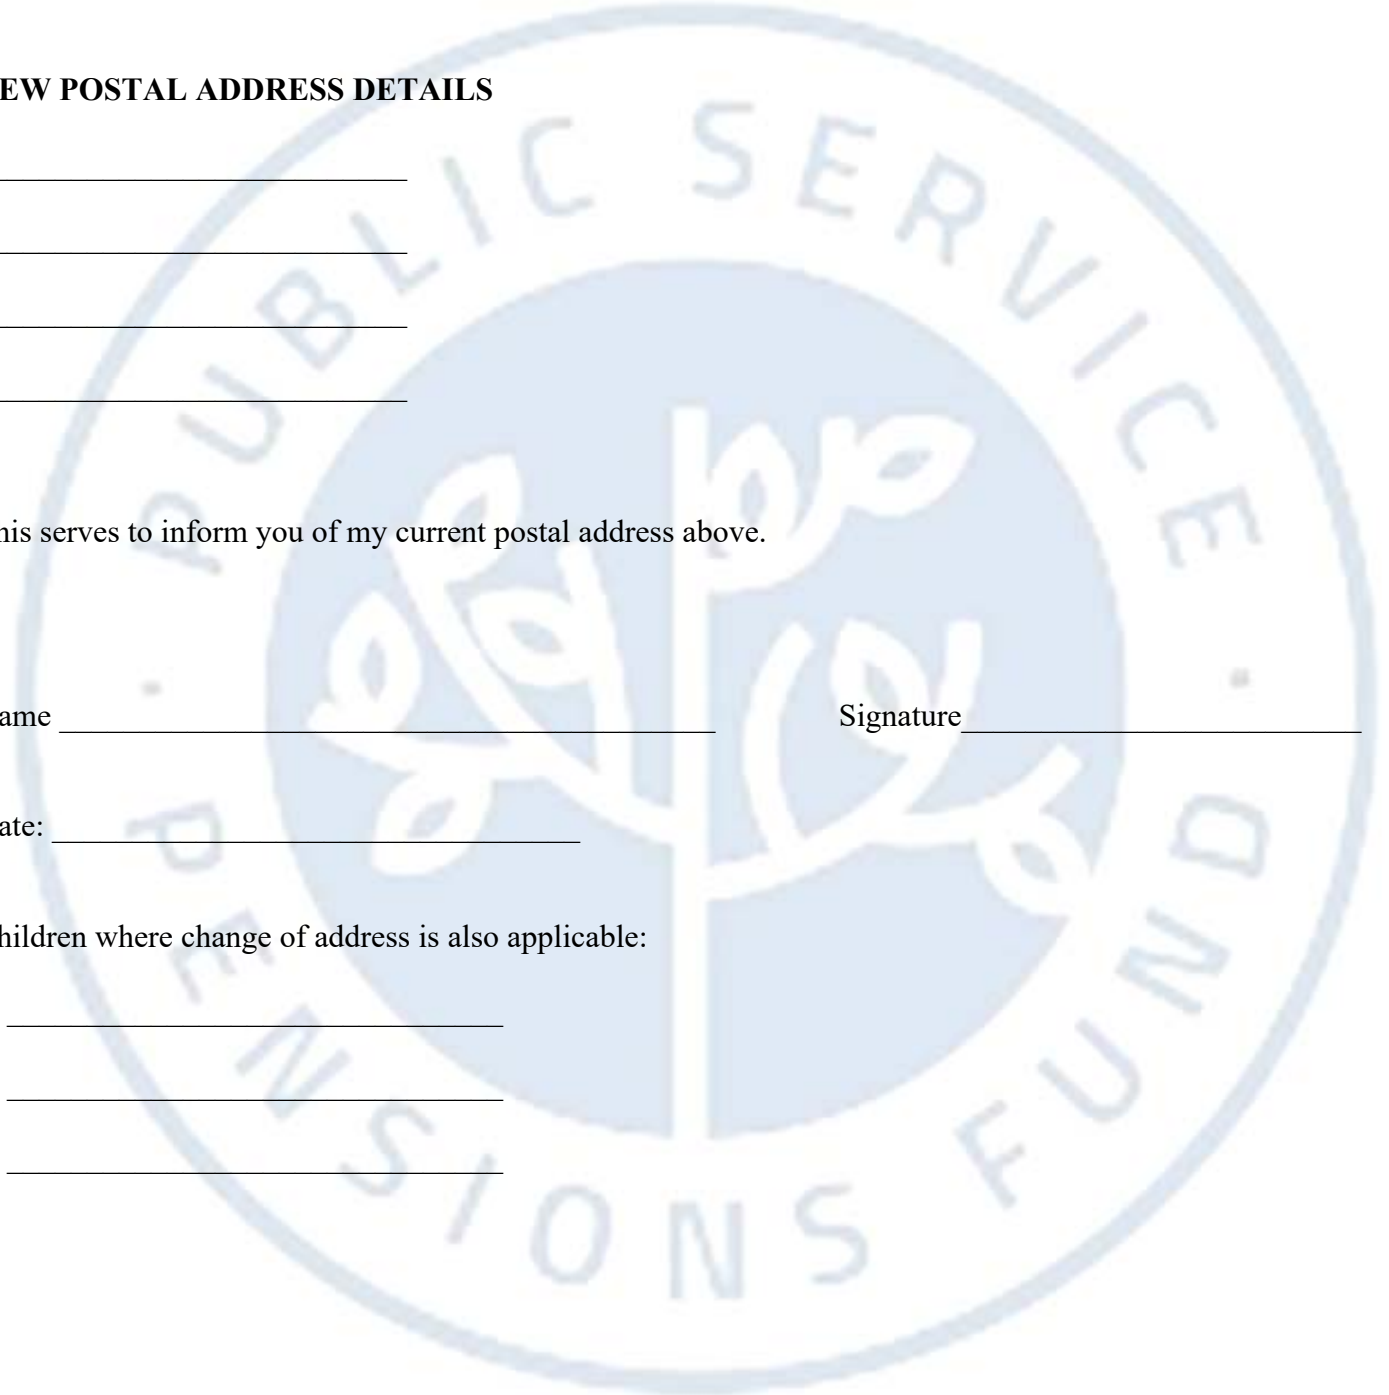 EW POSTAL ADDRESS DETAILS
his serves to inform you of my current postal address above.
ame Signature
ate:
hildren where change of address is also applicable:
PUBLIC SERVICE
PENSIONS FUND